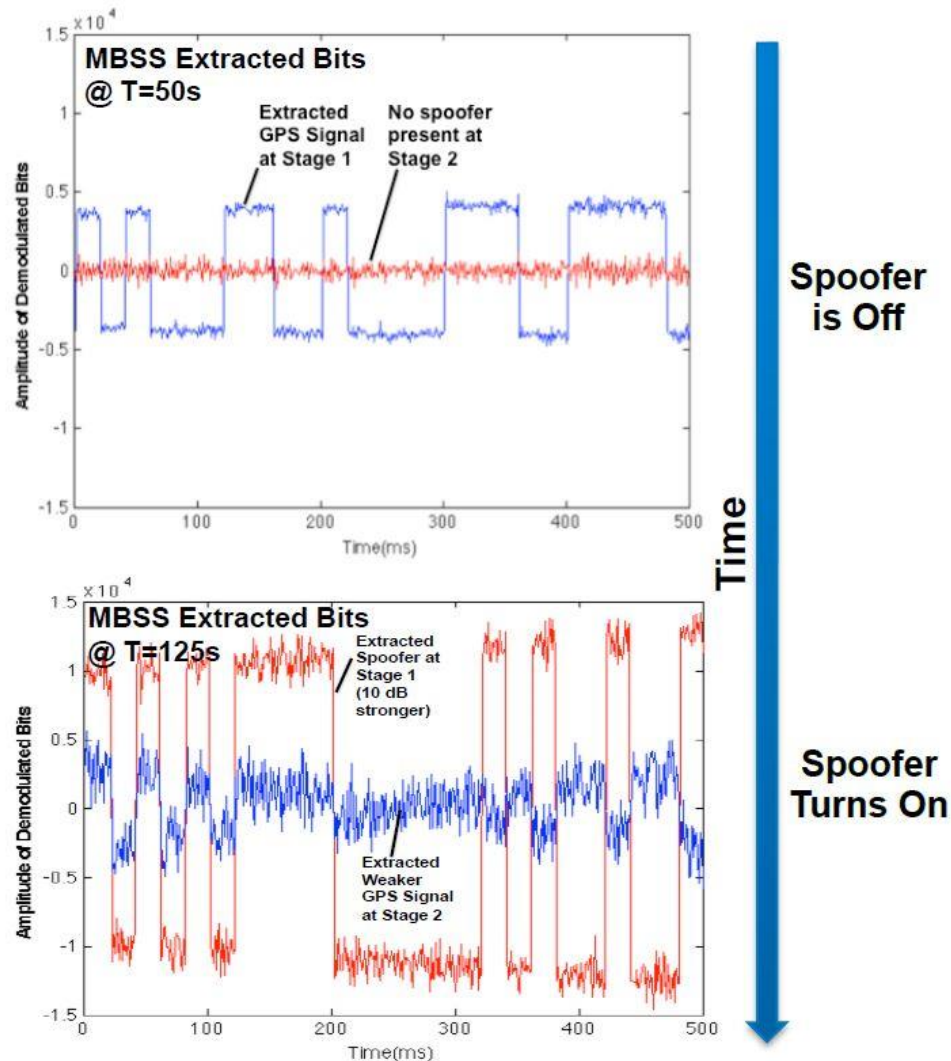 × 10⁴
1.5
MBSS Extracted Bits
@ T=50s
Extracted
GPS Signal
at Stage 1
No spoofer
present at
Stage 2
1
0.5
0
-0.5
-1
-1.5
Amplitude of Demodulated Bits
0 100 200 300 400 500
Time(ms)
Spoofer
is Off
Time
× 10⁴
1.5
MBSS Extracted Bits
@ T=125s
Extracted
Spoofer at
Stage 1
(10 dB
stronger)
1
0.5
0
-0.5
-1
-1.5
Amplitude of Demodulated Bits
Extracted
Weaker
GPS Signal
at Stage 2
0 100 200 300 400 500
Time(ms)
Spoofer
Turns On